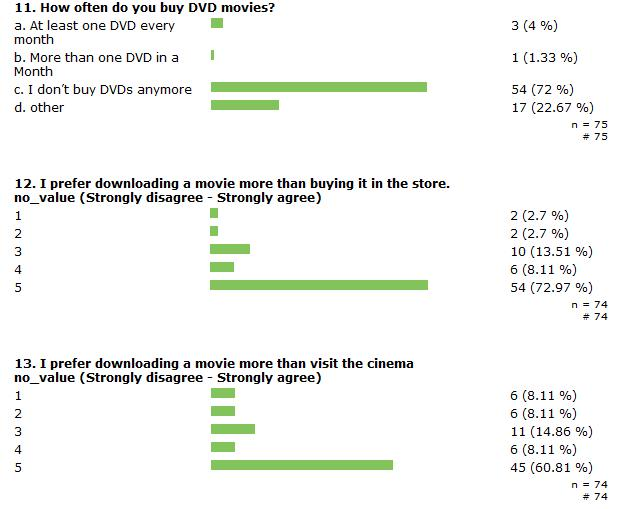 11. How often do you buy DVD movies?
a. At least one DVD every 3 (4 %)
month
b. More than one DVD in a 1 (1.33 %)
Month
c. I don't buy DVDs anymore 54 (72 %)
d. other 17 (22.67 %)
n = 75
# 75
12. I prefer downloading a movie more than buying it in the store.
no_value (Strongly disagree - Strongly agree)
1 2 (2.7 %)
2 2 (2.7 %)
3 10 (13.51 %)
4 6 (8.11 %)
5 54 (72.97 %)
n = 74
# 74
13. I prefer downloading a movie more than visit the cinema
no_value (Strongly disagree - Strongly agree)
1 6 (8.11 %)
2 6 (8.11 %)
3 11 (14.86 %)
4 6 (8.11 %)
5 45 (60.81 %)
n = 74
# 74